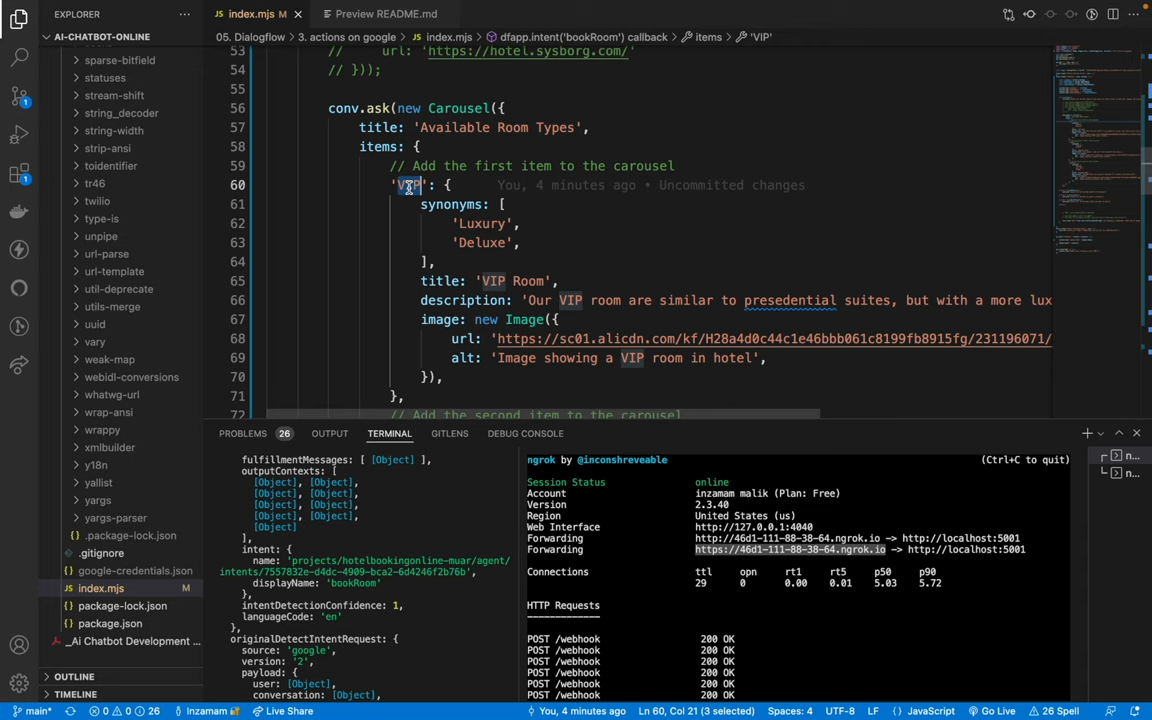 EXPLORER
index.mjs M
Preview README.md
AI-CHATBOT-ONLINE
05. Dialogflow > 3. actions on google > index.mjs > dfapp.intent('bookRoom') callback > items > 'VIP'
sparse-bitfield
statuses
stream-shift
string_decoder
string-width
strip-ansi
toidentifier
tr46
twilio
type-is
unpipe
url-parse
url-template
util-deprecate
utils-merge
uuid
vary
weak-map
webidl-conversions
whatwg-url
wrap-ansi
wrappy
xmlbuilder
y18n
yallist
yargs
yargs-parser
.package-lock.json
.gitignore
google-credentials.json
index.mjs M
package-lock.json
package.json
_Ai Chatbot Development ...
OUTLINE
TIMELINE
53 // url: 'https://hotel.sysborg.com/'
54 // }));
55
56 conv.ask(new Carousel({
57 title: 'Available Room Types',
58 items: {
59 // Add the first item to the carousel
60 'VIP': { You, 4 minutes ago • Uncommitted changes
61 synonyms: [
62 'Luxury',
63 'Deluxe',
64 ],
65 title: 'VIP Room',
66 description: 'Our VIP room are similar to presedential suites, but with a more lux
67 image: new Image({
68 url: 'https://sc01.alicdn.com/kf/H28a4d0c44c1e46bbb061c8199fb8915fg/231196071/
69 alt: 'Image showing a VIP room in hotel',
70 }),
71 },
72 // Add the second item to the carousel
PROBLEMS 26 OUTPUT TERMINAL GITLENS DEBUG CONSOLE
fulfillmentMessages: [ [Object] ],
outputContexts: [
[Object], [Object],
[Object], [Object],
[Object], [Object],
[Object], [Object],
[Object]
],
intent: {
name: 'projects/hotelbookingonline-muar/agent/
intents/7557832e-d4dc-4909-bca2-6d4246f2b76b',
displayName: 'bookRoom'
},
intentDetectionConfidence: 1,
languageCode: 'en'
},
originalDetectIntentRequest: {
source: 'google',
version: '2',
payload: {
user: [Object],
conversation: [Object],
ngrok by @inconshreveable (Ctrl+C to quit)
Session Status online
Account inzamam malik (Plan: Free)
Version 2.3.40
Region United States (us)
Web Interface http://127.0.0.1:4040
Forwarding http://46d1-111-88-38-64.ngrok.io -> http://localhost:5001
Forwarding https://46d1-111-88-38-64.ngrok.io -> http://localhost:5001
Connections ttl opn rt1 rt5 p50 p90
29 0 0.00 0.01 5.03 5.72
HTTP Requests
-------------
POST /webhook 200 OK
POST /webhook 200 OK
POST /webhook 200 OK
POST /webhook 200 OK
POST /webhook 200 OK
POST /webhook 200 OK
n...
n...
main* 0 0 26 Inzamam Live Share You, 4 minutes ago Ln 60, Col 21 (3 selected) Spaces: 4 UTF-8 LF JavaScript Go Live 26 Spell